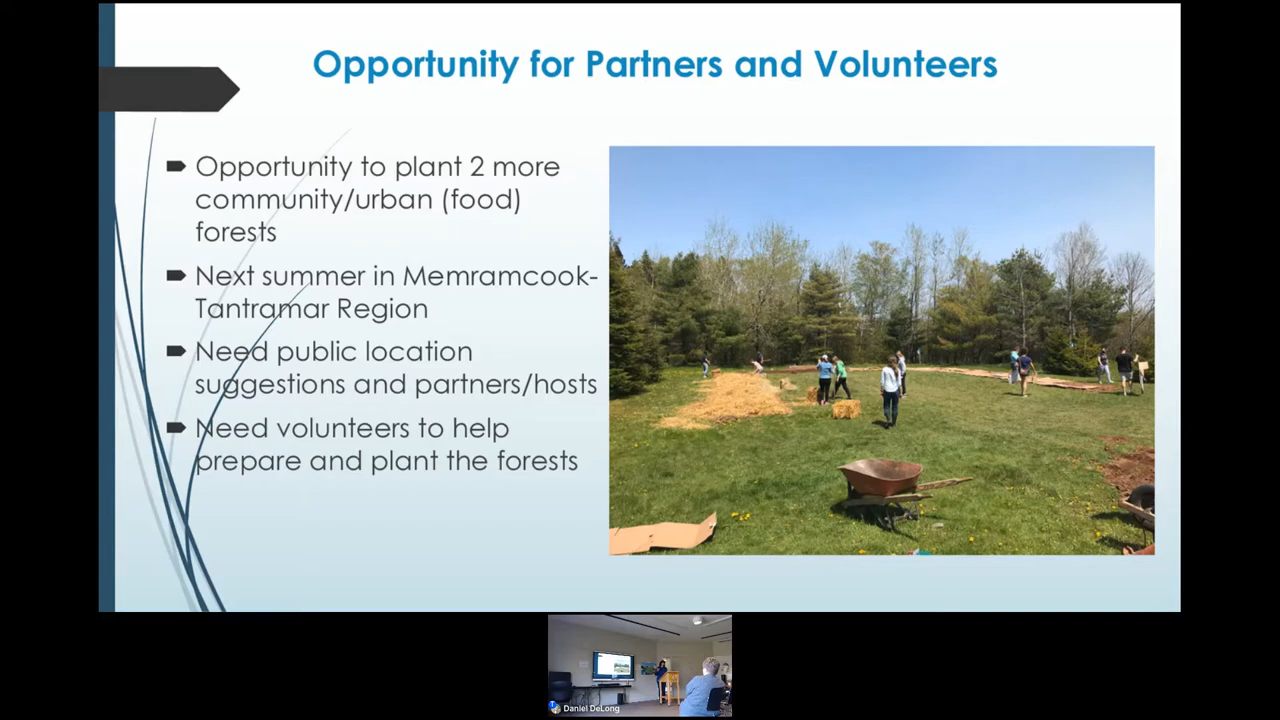 Opportunity for Partners and Volunteers
Opportunity to plant 2 more
community/urban (food)
forests
Next summer in Memramcook-
Tantramar Region
Need public location
suggestions and partners/hosts
Need volunteers to help
prepare and plant the forests
Daniel DeLong